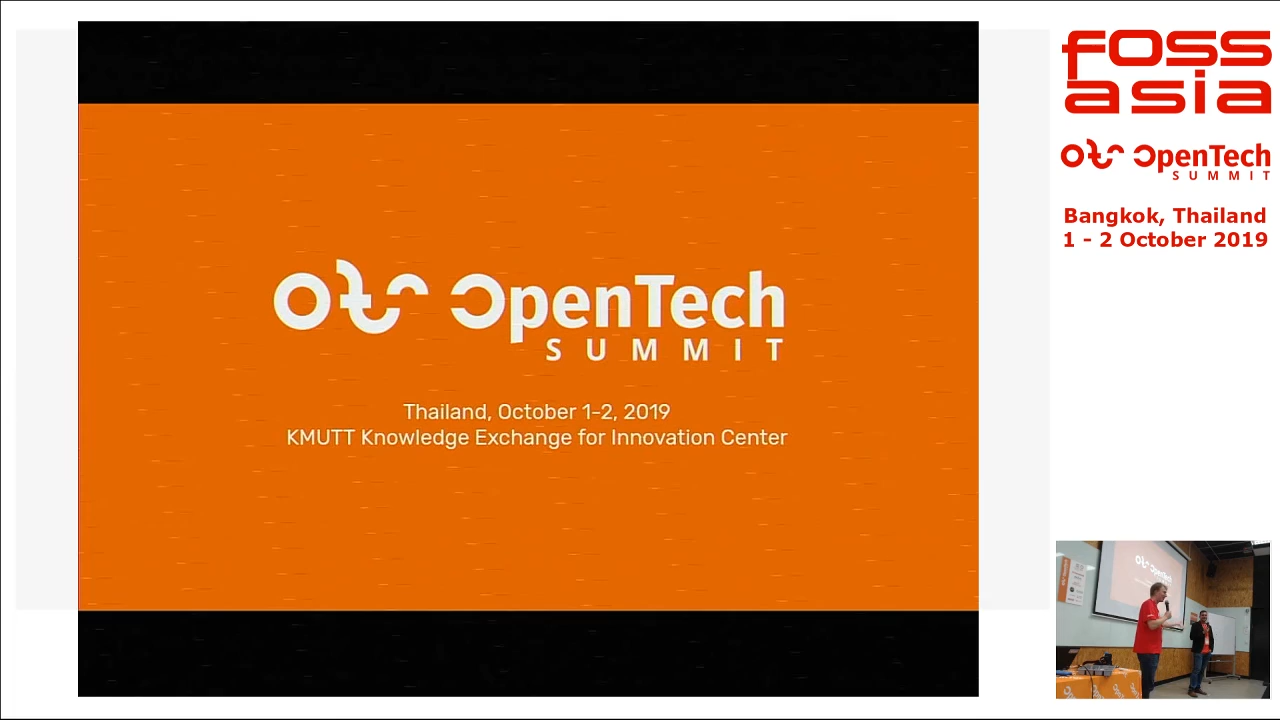 OpenTech
SUMMIT
Thailand, October 1-2, 2019
KMUTT Knowledge Exchange for Innovation Center
foss
asia
OpenTech
SUMMIT
Bangkok, Thailand
1 - 2 October 2019
OpenTech